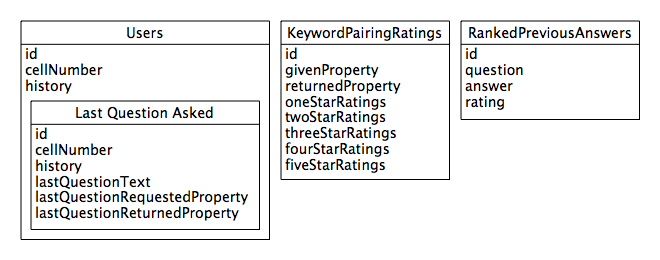 Users
id
cellNumber
history
Last Question Asked
id
cellNumber
history
lastQuestionText
lastQuestionRequestedProperty
lastQuestionReturnedProperty
KeywordPairingRatings
id
givenProperty
returnedProperty
oneStarRatings
twoStarRatings
threeStarRatings
fourStarRatings
fiveStarRatings
RankedPreviousAnswers
id
question
answer
rating